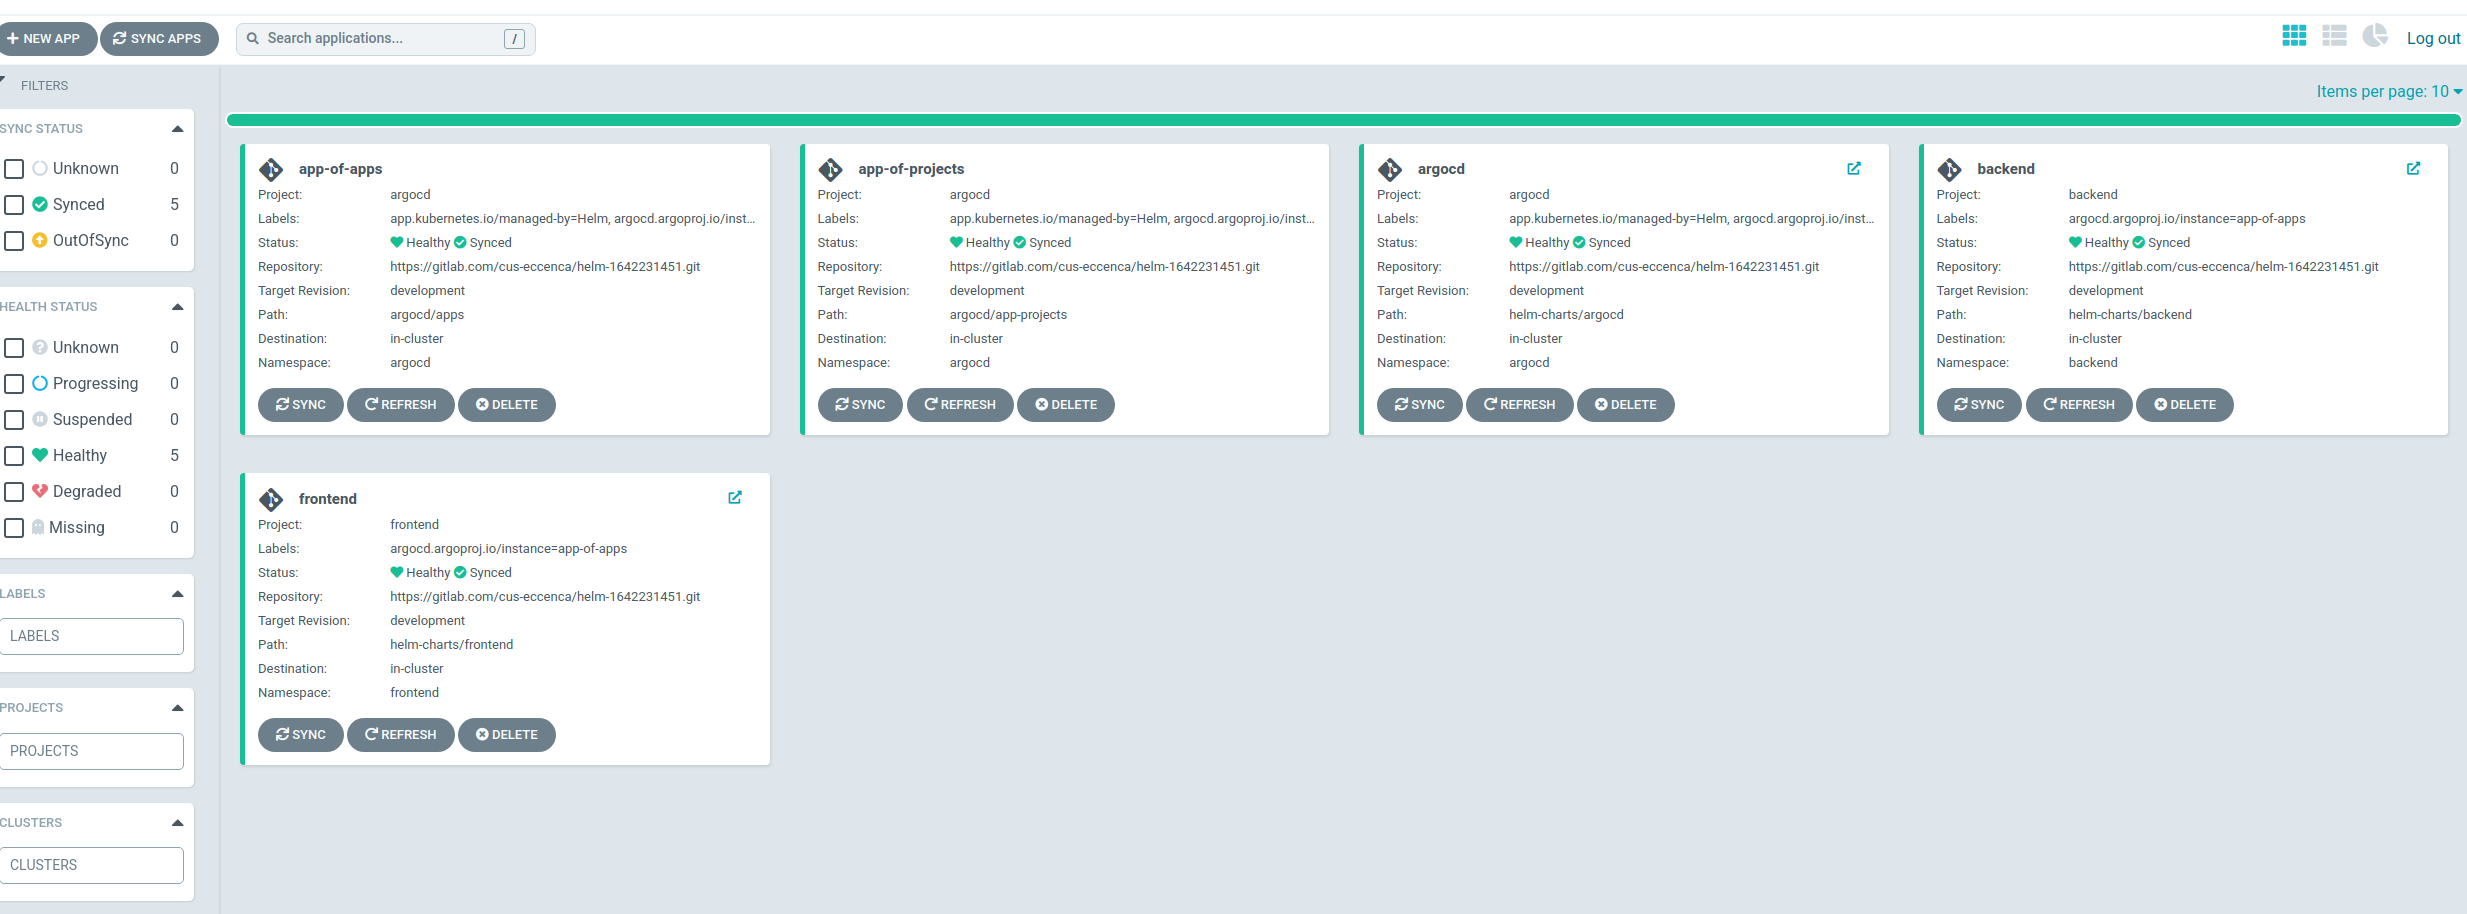 NEW APP SYNC APPS Search applications... / Log out
FILTERS
Items per page: 10
SYNC STATUS
Unknown 0
Synced 5
OutOfSync 0
HEALTH STATUS
Unknown 0
Progressing 0
Suspended 0
Healthy 5
Degraded 0
Missing 0
LABELS
LABELS
PROJECTS
PROJECTS
CLUSTERS
CLUSTERS
app-of-apps
Project: argocd
Labels: app.kubernetes.io/managed-by=Helm, argocd.argoproj.io/inst...
Status: Healthy Synced
Repository: https://gitlab.com/cus-eccenca/helm-1642231451.git
Target Revision: development
Path: argocd/apps
Destination: in-cluster
Namespace: argocd
SYNC REFRESH DELETE
app-of-projects
Project: argocd
Labels: app.kubernetes.io/managed-by=Helm, argocd.argoproj.io/inst...
Status: Healthy Synced
Repository: https://gitlab.com/cus-eccenca/helm-1642231451.git
Target Revision: development
Path: argocd/app-projects
Destination: in-cluster
Namespace: argocd
SYNC REFRESH DELETE
argocd
Project: argocd
Labels: app.kubernetes.io/managed-by=Helm, argocd.argoproj.io/inst...
Status: Healthy Synced
Repository: https://gitlab.com/cus-eccenca/helm-1642231451.git
Target Revision: development
Path: helm-charts/argocd
Destination: in-cluster
Namespace: argocd
SYNC REFRESH DELETE
backend
Project: backend
Labels: argocd.argoproj.io/instance=app-of-apps
Status: Healthy Synced
Repository: https://gitlab.com/cus-eccenca/helm-1642231451.git
Target Revision: development
Path: helm-charts/backend
Destination: in-cluster
Namespace: backend
SYNC REFRESH DELETE
frontend
Project: frontend
Labels: argocd.argoproj.io/instance=app-of-apps
Status: Healthy Synced
Repository: https://gitlab.com/cus-eccenca/helm-1642231451.git
Target Revision: development
Path: helm-charts/frontend
Destination: in-cluster
Namespace: frontend
SYNC REFRESH DELETE